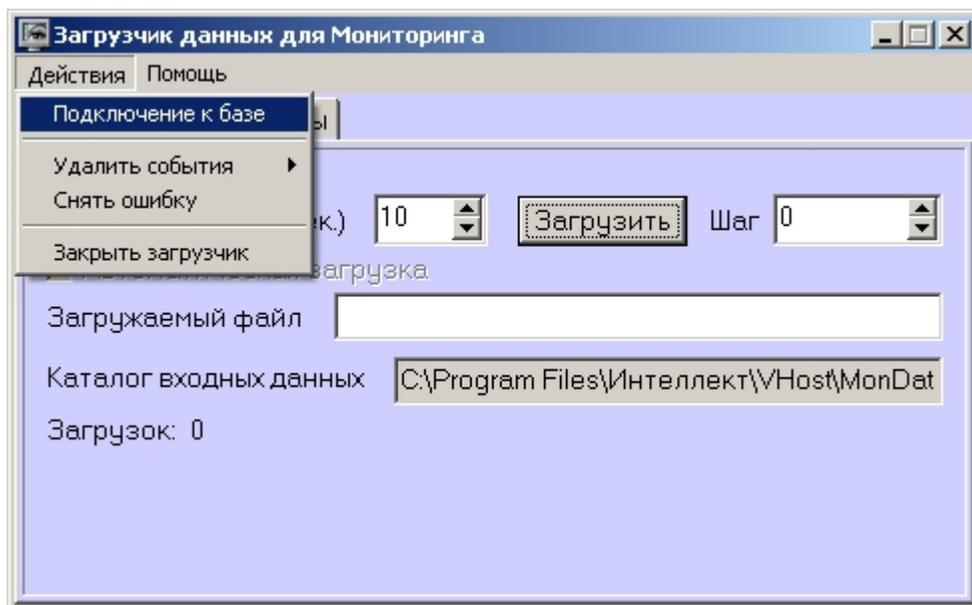 Загрузчик данных для Мониторинга
Действия Помощь
Подключение к базе
Удалить события
Снять ошибку
Закрыть загрузчик
10 Загрузить Шаг 0
загрузка
Загружаемый файл
Каталог входных данных C:\Program Files\Интеллект\VHost\MonDat
Загрузок: 0